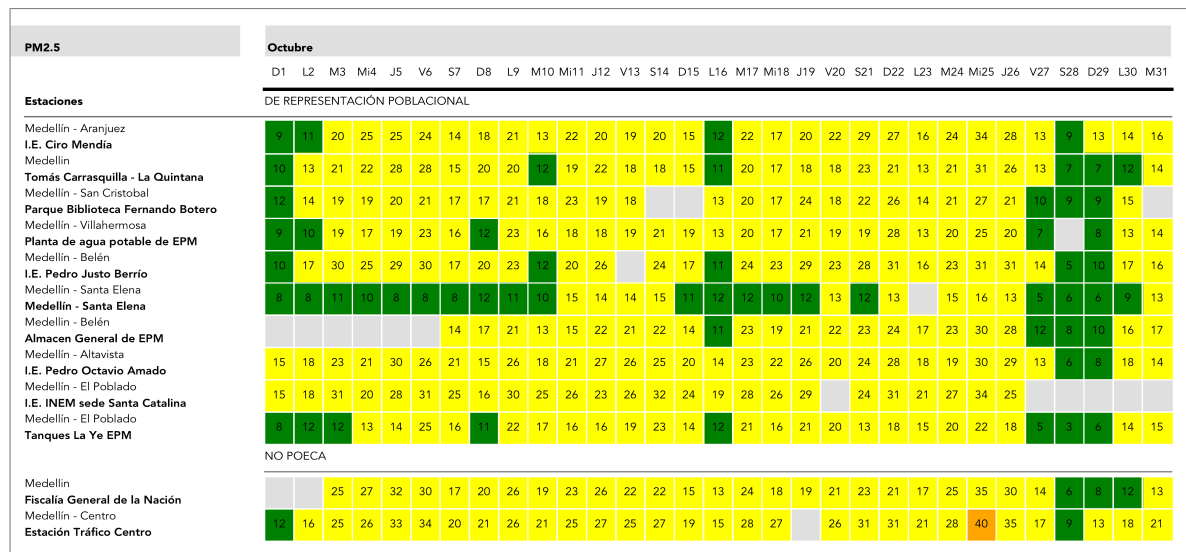 PM2.5 Octubre
D1 L2 M3 Mi4 J5 V6 S7 D8 L9 M10 Mi11 J12 V13 S14 D15 L16 M17 Mi18 J19 V20 S21 D22 L23 M24 Mi25 J26 V27 S28 D29 L30 M31
Estaciones DE REPRESENTACIÓN POBLACIONAL
Medellín - Aranjuez
I.E. Ciro Mendía
9 11 20 25 25 24 14 18 21 13 22 20 19 20 15 12 22 17 20 22 29 27 16 24 34 28 13 9 13 14 16
Medellin
Tomás Carrasquilla - La Quintana
10 13 21 22 28 28 15 20 20 12 19 22 18 18 15 11 20 17 18 18 23 21 13 21 31 26 13 7 7 12 14
Medellín - San Cristobal
Parque Biblioteca Fernando Botero
12 14 19 19 20 21 17 17 21 18 23 19 18 13 20 17 24 18 22 26 14 21 27 21 10 9 9 15
Medellín - Villahermosa
Planta de agua potable de EPM
9 10 19 17 19 23 16 12 23 16 18 18 19 21 19 13 20 17 21 19 19 28 13 20 25 20 7 8 13 14
Medellín - Belén
I.E. Pedro Justo Berrío
10 17 30 25 29 30 17 20 23 12 20 26 24 17 11 24 23 29 23 28 31 16 23 31 31 14 5 10 17 16
Medellín - Santa Elena
Medellín - Santa Elena
8 8 11 10 8 8 8 12 11 10 15 14 14 15 11 12 12 10 12 13 12 13 15 16 13 5 6 6 9 13
Medellin - Belén
Almacen General de EPM
14 17 21 13 15 22 21 22 14 11 23 19 21 22 23 24 17 23 30 28 12 8 10 16 17
Medellín - Altavista
I.E. Pedro Octavio Amado
15 18 23 21 30 26 21 15 26 18 21 27 26 25 20 14 23 22 26 20 24 28 18 19 30 29 13 6 8 18 14
Medellín - El Poblado
I.E. INEM sede Santa Catalina
15 18 31 20 28 31 25 16 30 25 26 23 26 32 24 19 28 26 29 24 31 21 27 34 25
Medellín - El Poblado
Tanques La Ye EPM
8 12 12 13 14 25 16 11 22 17 16 16 19 23 14 12 21 16 21 20 13 18 15 20 22 18 5 3 6 14 15
NO POECA
Medellin
Fiscalía General de la Nación
25 27 32 30 17 20 26 19 23 26 22 22 15 13 24 18 19 21 23 21 17 25 35 30 14 6 8 12 13
Medellín - Centro
Estación Tráfico Centro
12 16 25 26 33 34 20 21 26 21 25 27 25 27 19 15 28 27 26 31 31 21 28 40 35 17 9 13 18 21